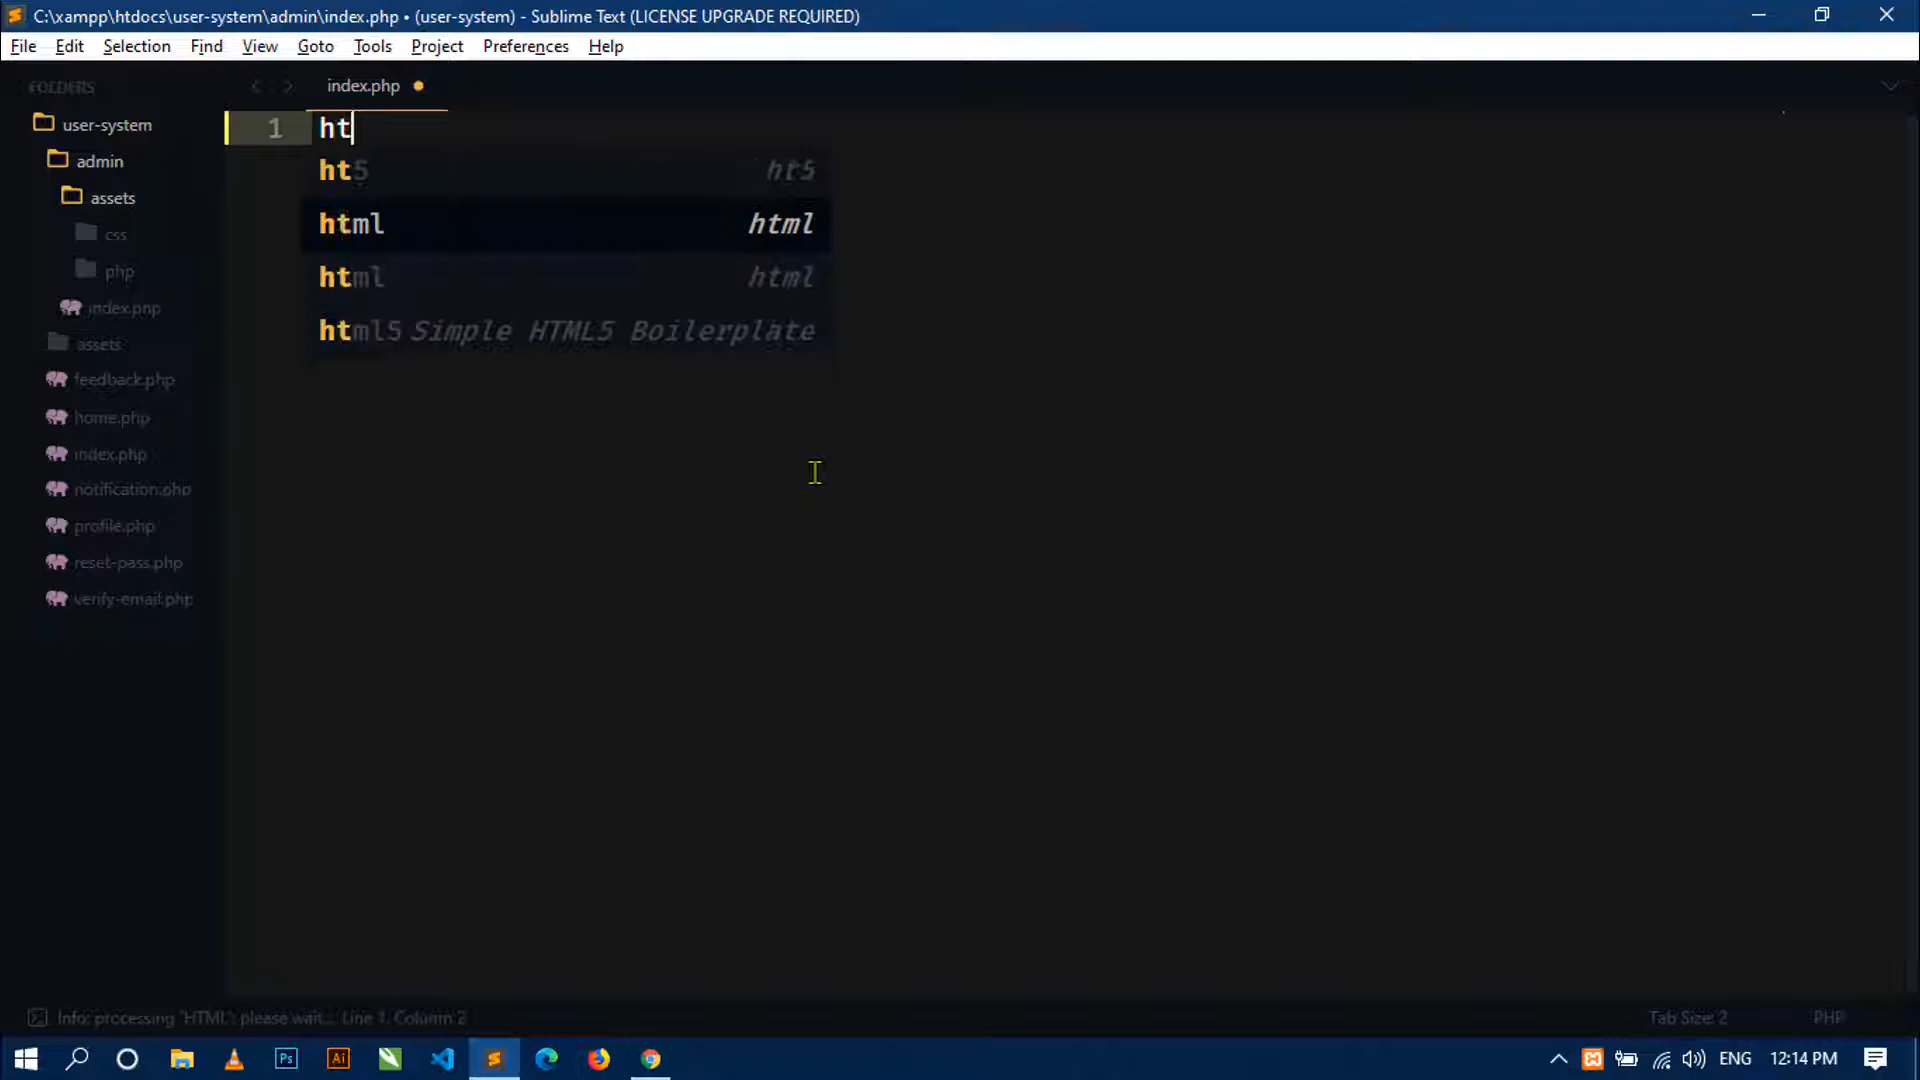 C:\xampp\htdocs\user-system\admin\index.php • (user-system) - Sublime Text (LICENSE UPGRADE REQUIRED)
File Edit Selection Find View Goto Tools Project Preferences Help
FOLDERS
index.php
user-system
admin
assets
css
php
index.php
assets
feedback.php
home.php
index.php
notification.php
profile.php
reset-pass.php
verify-email.php
1 ht
ht5 ht5
html html
html html
html5 Simple HTML5 Boilerplate
Info: processing `HTML`: please wait... Line 1, Column 2
Tab Size: 2 PHP
Ps Ai
ENG 12:14 PM